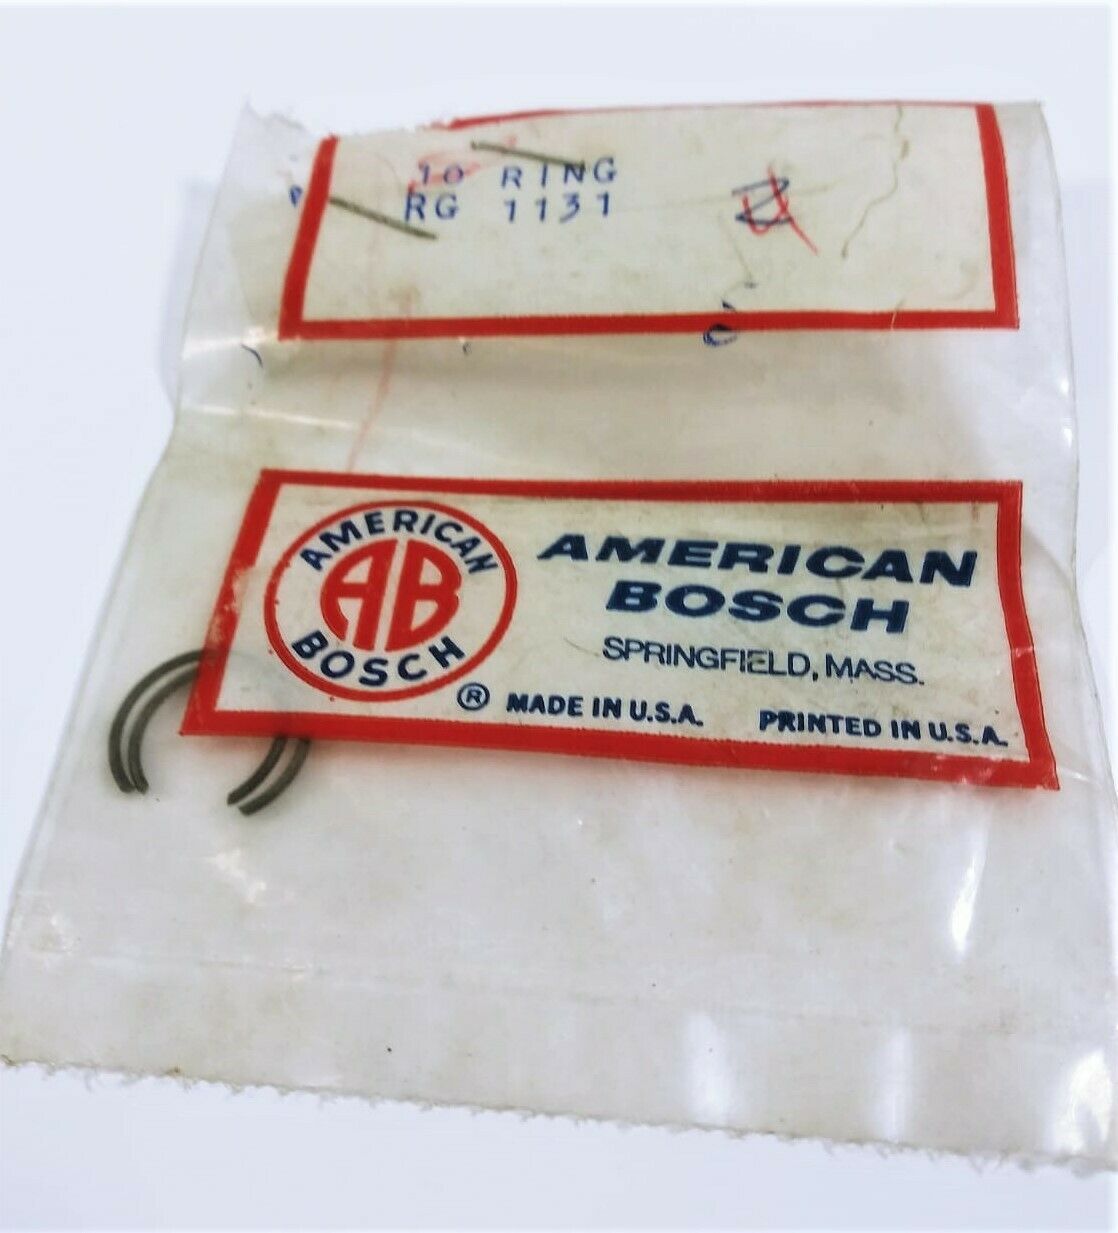 10 RING
RG 1131
AMERICAN
AB
BOSCH
®
AMERICAN
BOSCH
SPRINGFIELD, MASS.
MADE IN U.S.A.
PRINTED IN U.S.A.